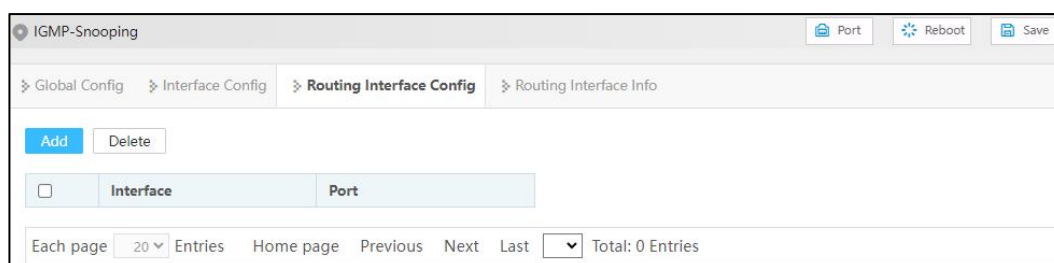 IGMP-Snooping Port Reboot Save
Global Config Interface Config Routing Interface Config Routing Interface Info
Add Delete
Interface Port
Each page 20 Entries Home page Previous Next Last Total: 0 Entries